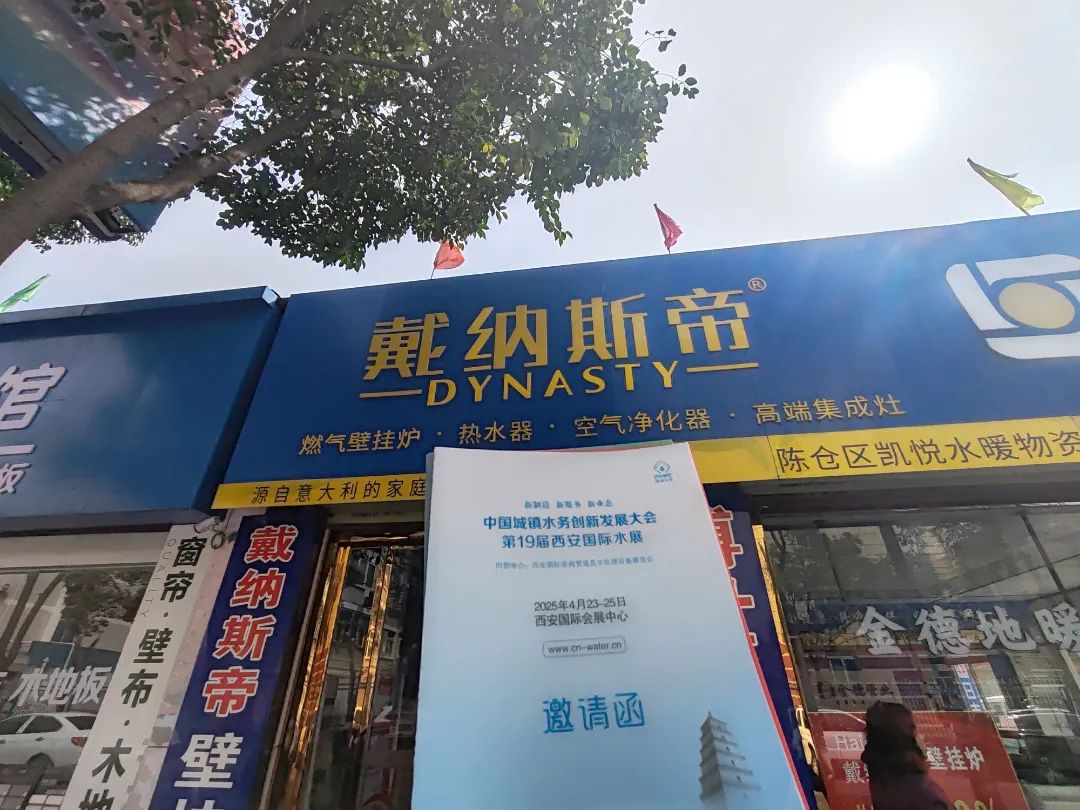 馆
板
戴纳斯帝®
DYNASTY
燃气壁挂炉 · 热水器 · 空气净化器 · 高端集成灶
源自意大利的家庭
陈仓区凯悦水暖物资
新制造 新服务 新业态
中国城镇水务创新发展大会
第19届西安国际水展
2025年4月23-25日
西安国际会展中心
www.cn-water.cn
邀请函
窗帘·壁布·木地
木地板
戴纳斯帝壁
金德地暖
Hai
戴
壁挂炉